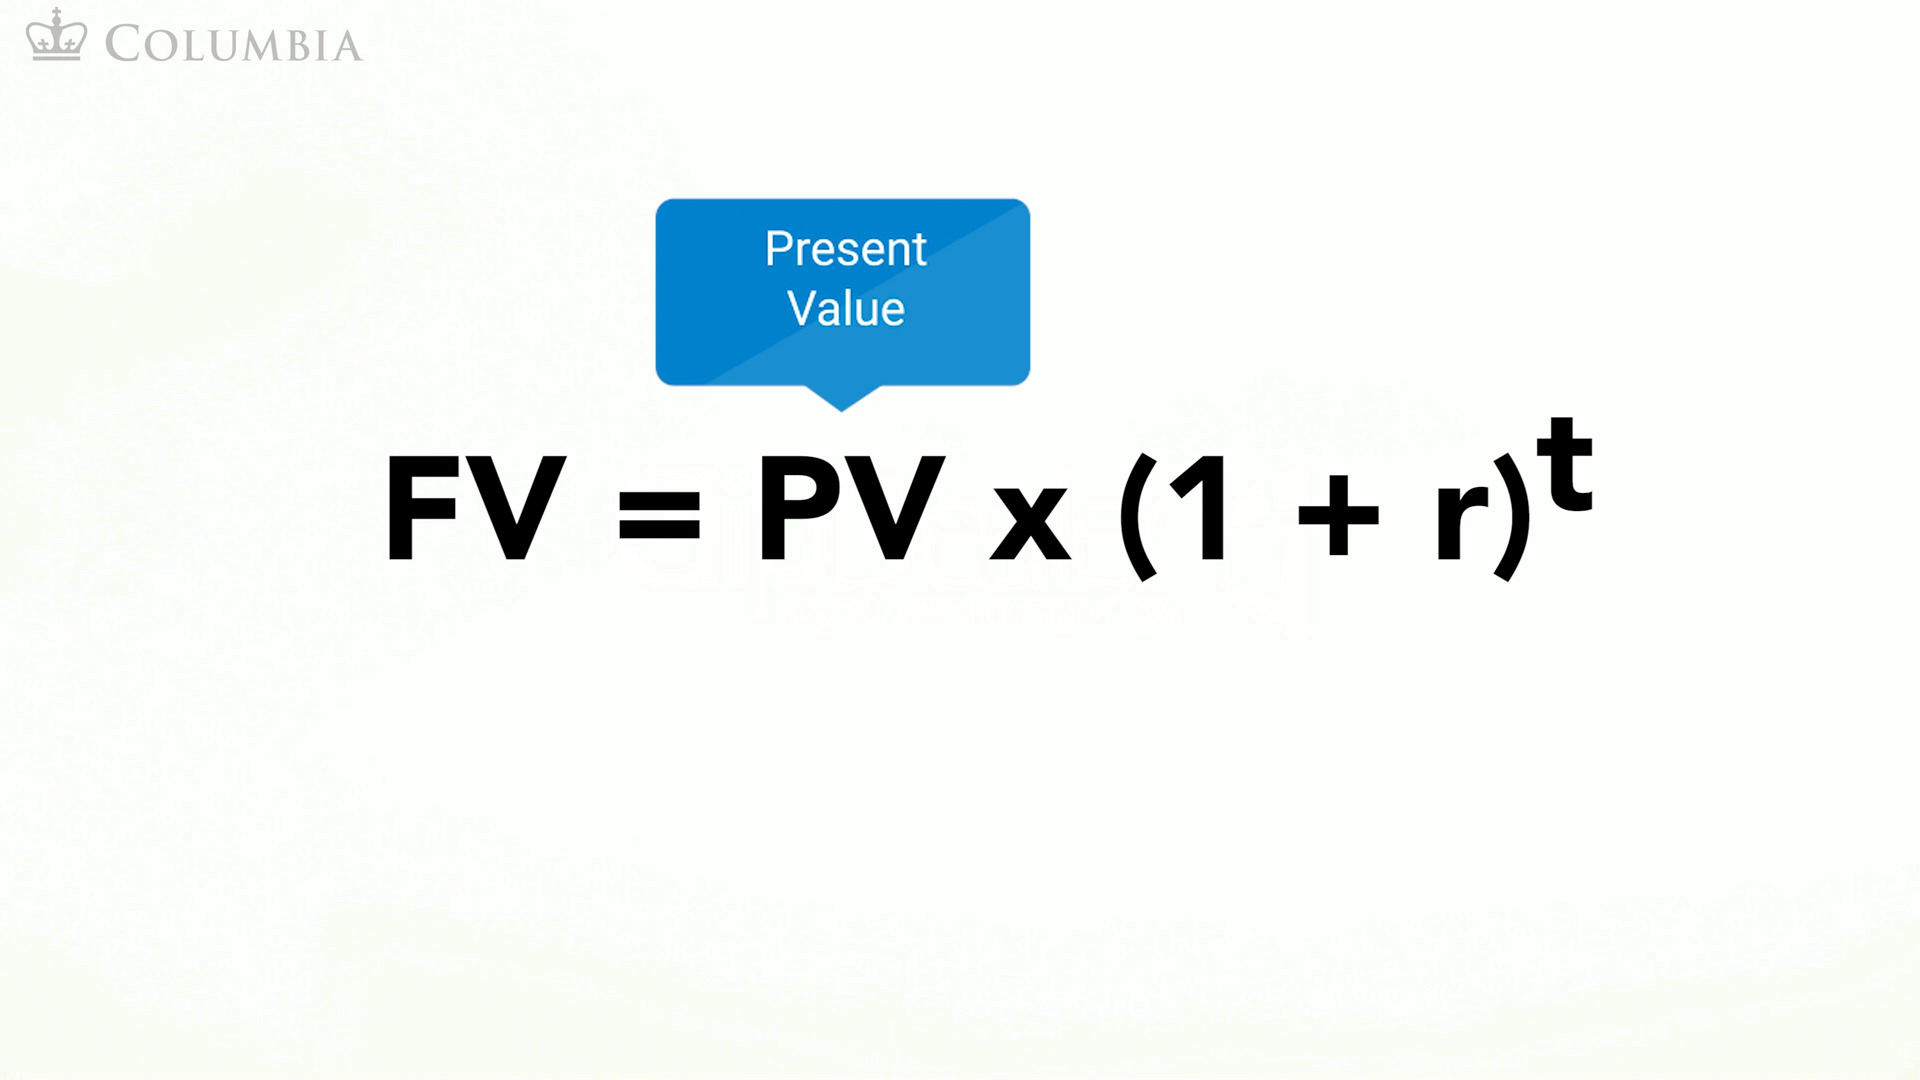 COLUMBIA
Present
Value
FV = PV x (1 + r)^t